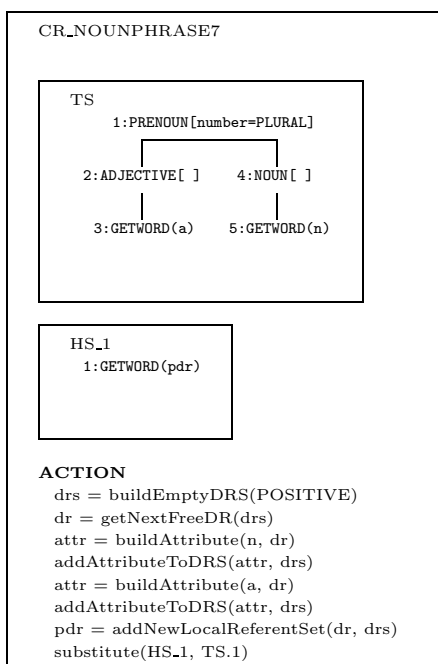 CR_NOUNPHRASE7
TS
1:PRENOUN[number=PLURAL]
2:ADJECTIVE[ ] 4:NOUN[ ]
3:GETWORD(a) 5:GETWORD(n)
HS_1
1:GETWORD(pdr)
ACTION
drs = buildEmptyDRS(POSITIVE)
dr = getNextFreeDR(drs)
attr = buildAttribute(n, dr)
addAttributeToDRS(attr, drs)
attr = buildAttribute(a, dr)
addAttributeToDRS(attr, drs)
pdr = addNewLocalReferentSet(dr, drs)
substitute(HS_1, TS.1)